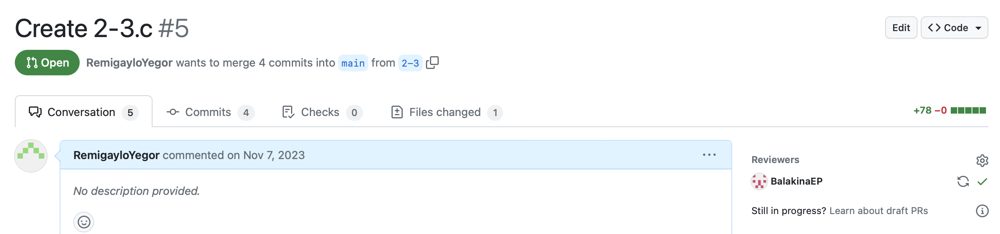 Create 2-3.c #5
Edit
Code
Open
RemigayloYegor wants to merge 4 commits into main from 2-3
Conversation 5
Commits 4
Checks 0
Files changed 1
+78 −0
RemigayloYegor commented on Nov 7, 2023
No description provided.
Reviewers
BalakinaEP
Still in progress? Learn about draft PRs